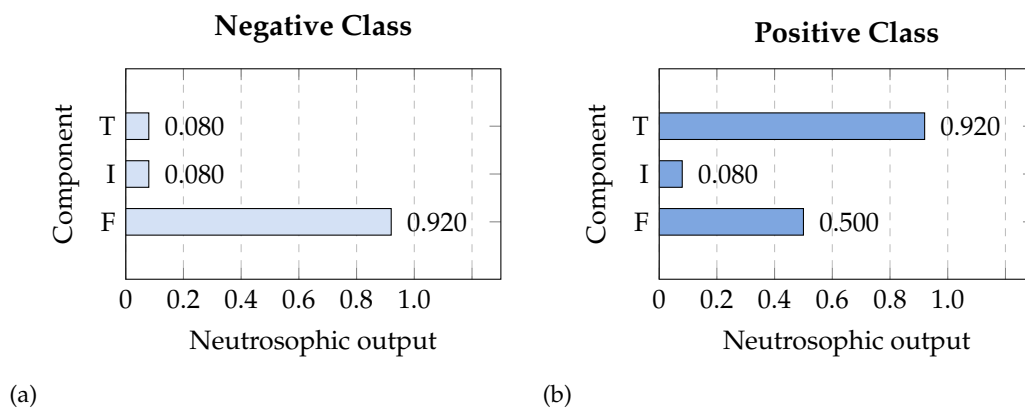 Negative Class
Component
T
0.080
I
0.080
F
0.920
0 0.2 0.4 0.6 0.8 1.0
Neutrosophic output
(a)
Positive Class
Component
T
0.920
I
0.080
F
0.500
0 0.2 0.4 0.6 0.8 1.0
Neutrosophic output
(b)